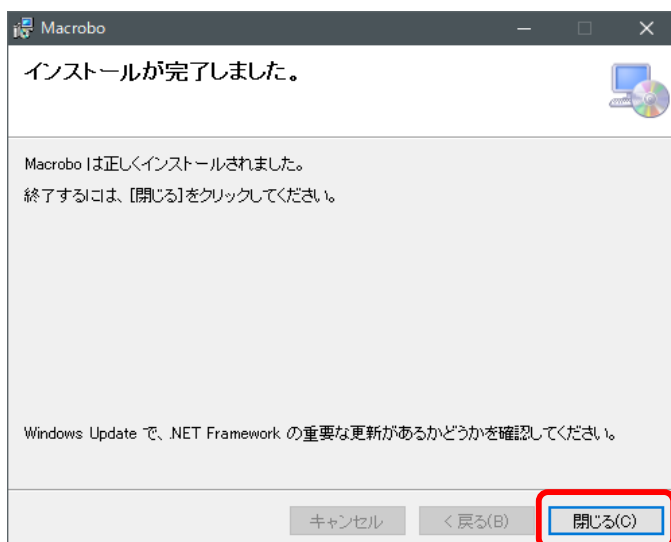 Macrobo
インストールが完了しました。
Macrobo は正しくインストールされました。
終了するには、[閉じる]をクリックしてください。
Windows Update で、.NET Framework の重要な更新があるかどうかを確認してください。
キャンセル
< 戻る(B)
閉じる(C)